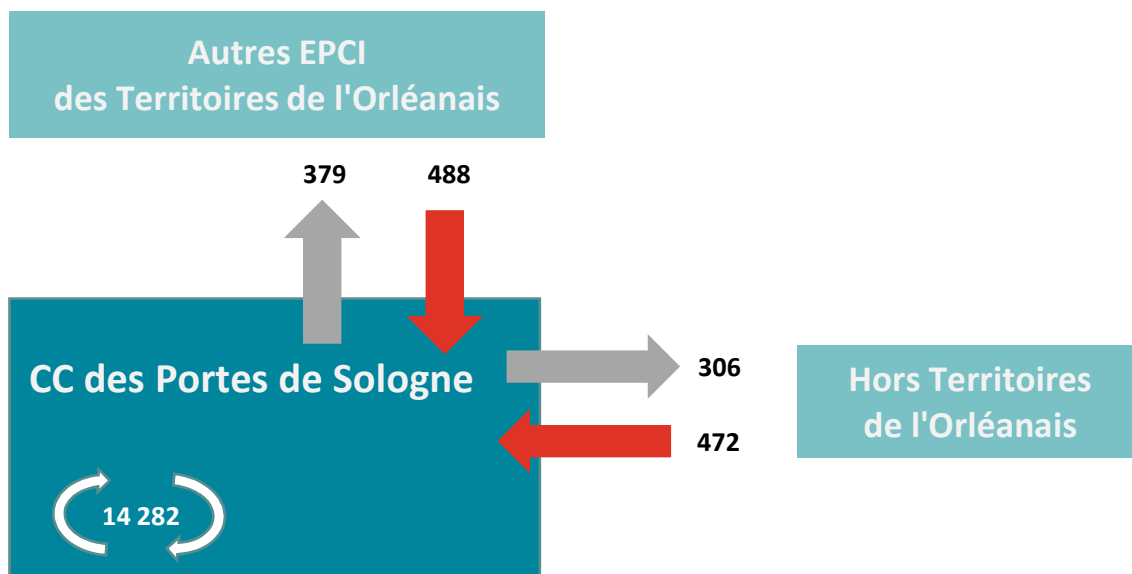 Autres EPCI
des Territoires de l'Orléanais
379
488
CC des Portes de Sologne
306
Hors Territoires
de l'Orléanais
472
14 282